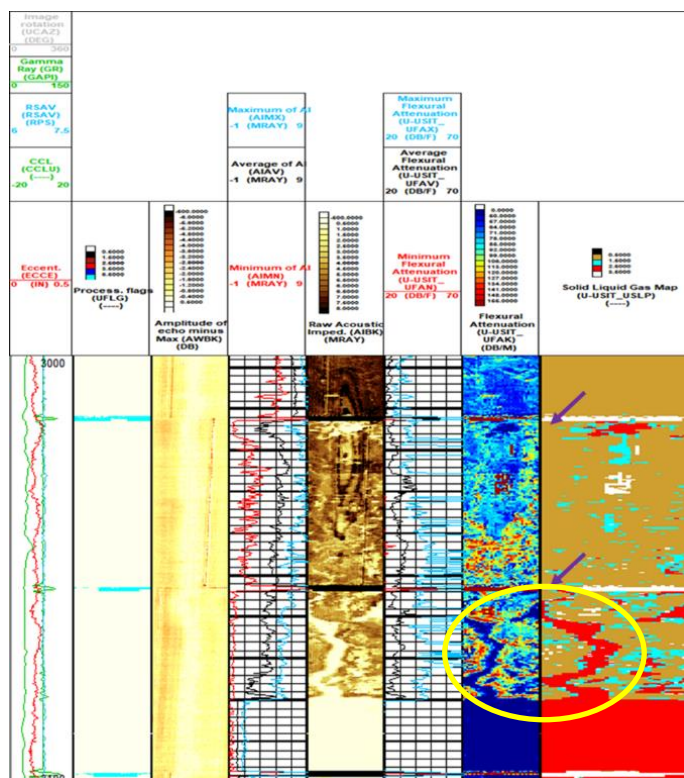 Image
rotation
(UCAZ)
(DEG)
0 360
Gamma
Ray (GR)
(GAPI)
0 150
RSAV
(RSAV)
(RPS)
6 7.5
CCL
(CCLU)
(----)
-20 20
Eccent.
(ECCE)
0 (IN) 0.5
Process. flags
(UFLG)
(----)
Amplitude of
echo minus
Max (AWBK)
(DB)
Maximum of AI
(AIMX)
-1 (MRAY) 9
Average of AI
(AIAV)
-1 (MRAY) 9
Minimum of AI
(AIMN)
-1 (MRAY) 9
Raw Acoustic
Imped. (AIBK)
(MRAY)
Maximum
Flexural
Attenuation
(U-USIT_
UFAX)
20 (DB/F) 70
Average
Flexural
Attenuation
(U-USIT_
UFAV)
20 (DB/F) 70
Minimum
Flexural
Attenuation
(U-USIT_
UFAN)
20 (DB/F) 70
Flexural
Attenuation
(U-USIT_
UFAK)
(DB/M)
Solid Liquid Gas Map
(U-USIT_USLP)
(----)
3000